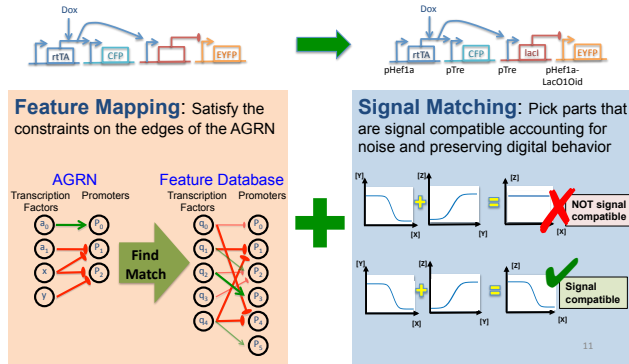 Dox
Dox
rtTA
CFP
EYFP
rtTA
CFP
lacI
EYFP
pHef1a
pTre
pTre
pHef1a-
LacO1Oid
Feature Mapping: Satisfy the
constraints on the edges of the AGRN
AGRN
Feature Database
Transcription
Factors
Promoters
Transcription
Factors
Promoters
a0
P0
a1
P1
x
P2
y
Find
Match
q0
P0
q1
P1
q2
P2
q3
P3
q4
P4
P5
Signal Matching: Pick parts that
are signal compatible accounting for
noise and preserving digital behavior
[Y]
[Z]
[Z]
+
=
NOT signal
compatible
[X]
[Y]
[X]
[Y]
[Z]
[Z]
+
=
Signal
compatible
[X]
[Y]
[X]
11